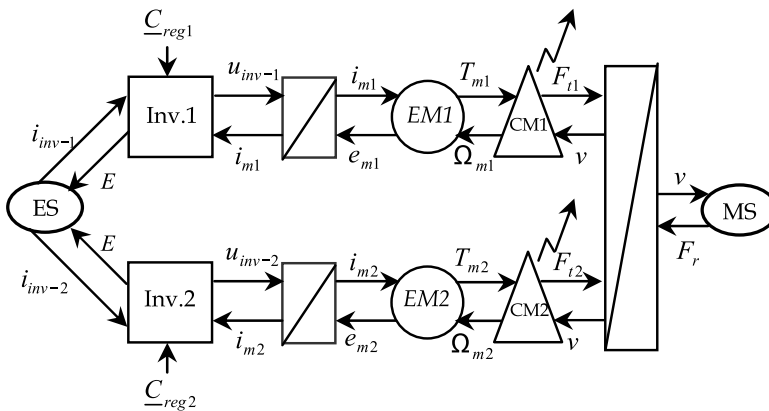 C_reg1
u_inv−1
i_m1
T_m1
F_t1
i_inv−1
Inv.1
EM1
CM1
E
i_m1
e_m1
Ω_m1
v
ES
v
MS
F_r
E
u_inv−2
i_m2
T_m2
F_t2
i_inv−2
Inv.2
EM2
CM2
i_m2
e_m2
Ω_m2
v
C_reg2